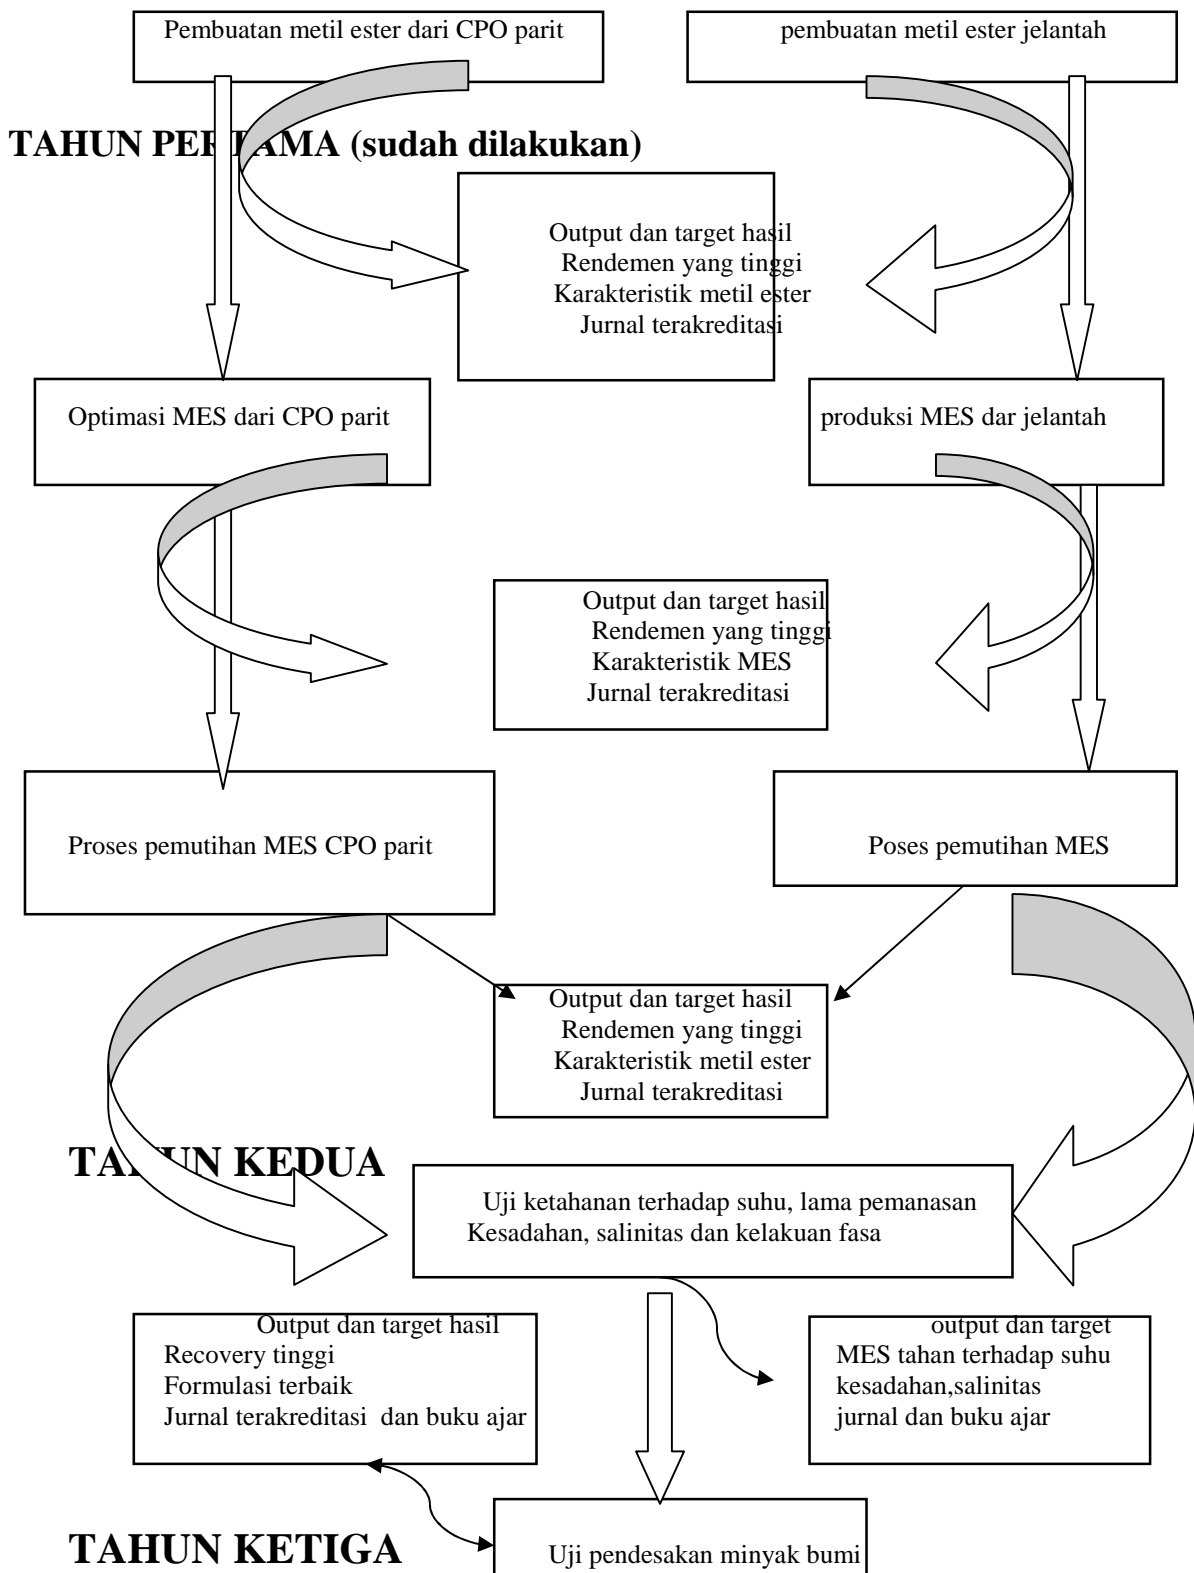 Pembuatan metil ester dari CPO parit
pembuatan metil ester jelantah
TAHUN PERTAMA (sudah dilakukan)
Output dan target hasil
Rendemen yang tinggi
Karakteristik metil ester
Jurnal terakreditasi
Optimasi MES dari CPO parit
produksi MES dar jelantah
Output dan target hasil
Rendemen yang tinggi
Karakteristik MES
Jurnal terakreditasi
Proses pemutihan MES CPO parit
Poses pemutihan MES
Output dan target hasil
Rendemen yang tinggi
Karakteristik metil ester
Jurnal terakreditasi
TAHUN KEDUA
Uji ketahanan terhadap suhu, lama pemanasan
Kesadahan, salinitas dan kelakuan fasa
Output dan target hasil
Recovery tinggi
Formulasi terbaik
Jurnal terakreditasi dan buku ajar
output dan target
MES tahan terhadap suhu
kesadahan,salinitas
jurnal dan buku ajar
TAHUN KETIGA
Uji pendesakan minyak bumi